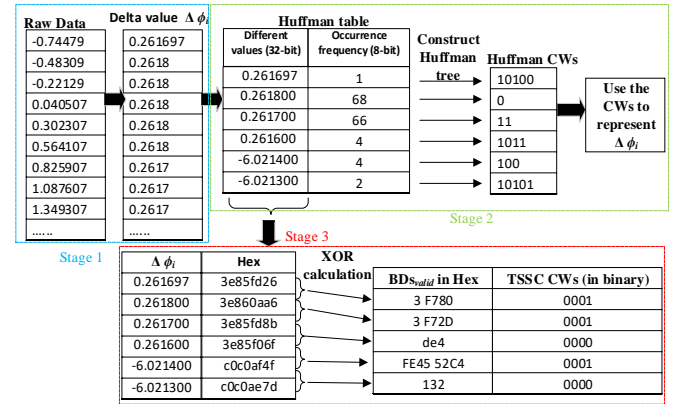 Raw Data
Delta value Δ ϕi
-0.74479
-0.48309
-0.22129
0.040507
0.302307
0.564107
0.825907
1.087607
1.349307
......
0.261697
0.2618
0.2618
0.2618
0.2618
0.2618
0.2617
0.2617
0.2617
......
Stage 1
Huffman table
Different values (32-bit)
Occurrence frequency (8-bit)
0.261697 1
0.261800 68
0.261700 66
0.261600 4
-6.021400 4
-6.021300 2
Construct
Huffman
tree
Huffman CWs
10100
0
11
1011
100
10101
Use the
CWs to
represent
Δ ϕi
Stage 2
Stage 3
Δ ϕi Hex
0.261697 3e85fd26
0.261800 3e860aa6
0.261700 3e85fd8b
0.261600 3e85f06f
-6.021400 c0c0af4f
-6.021300 c0c0ae7d
XOR
calculation
BDsvalid in Hex TSSC CWs (in binary)
3 F780 0001
3 F72D 0001
de4 0000
FE45 52C4 0001
132 0000